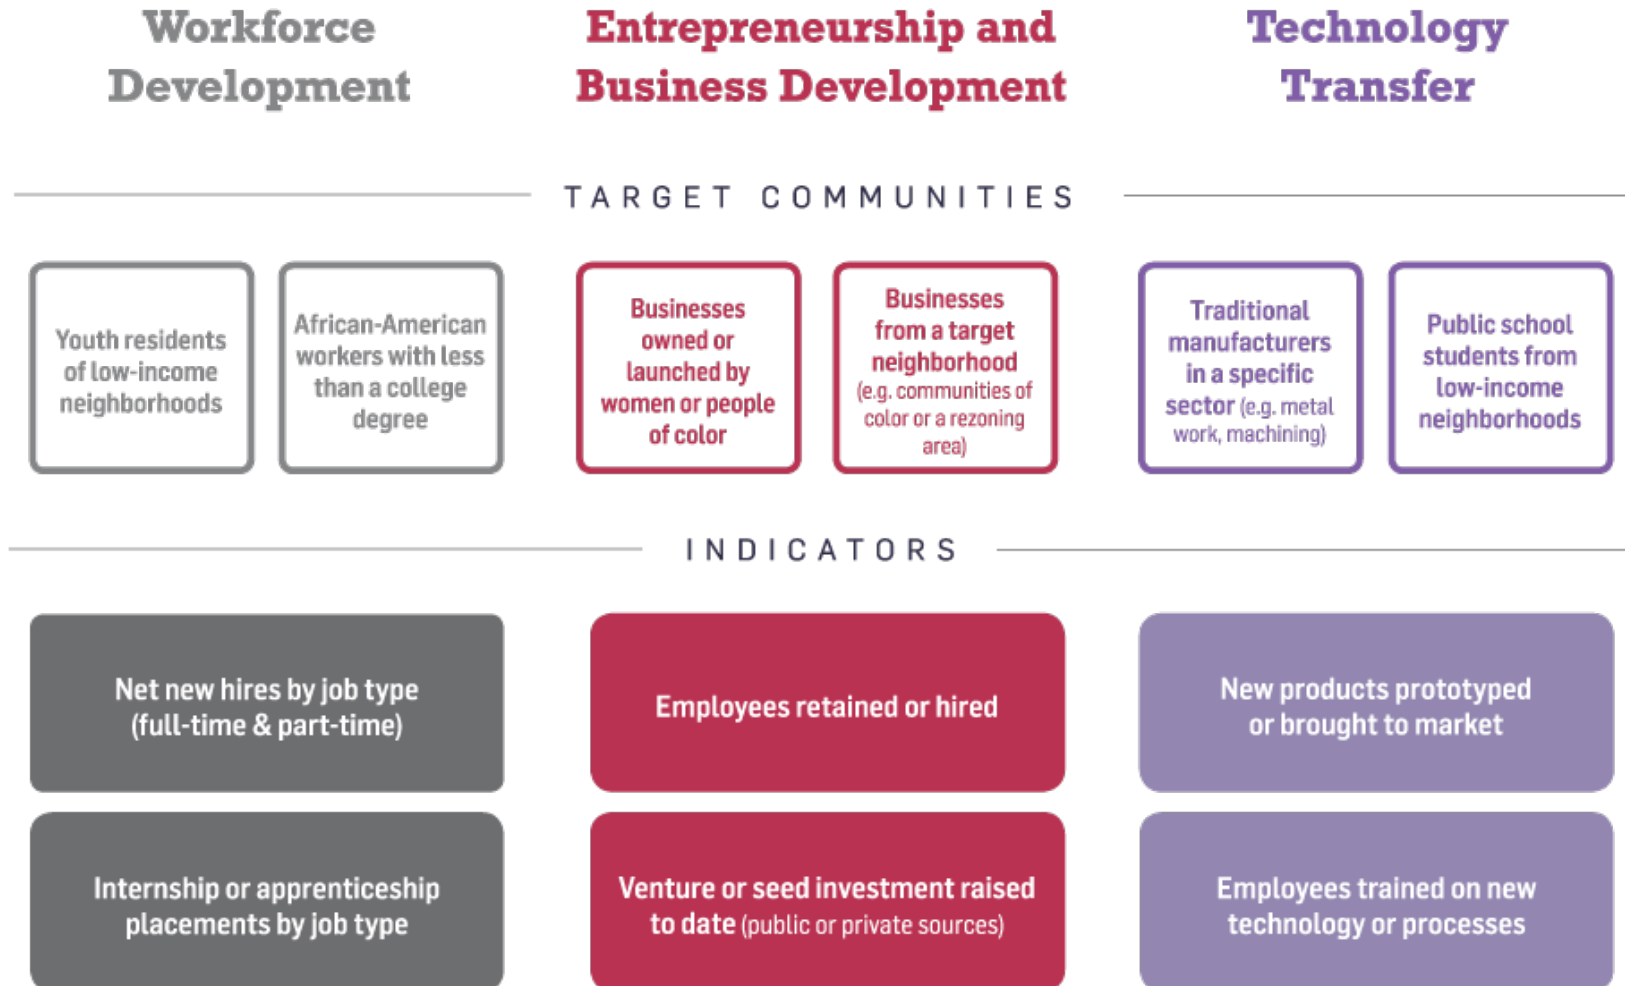 Workforce
Development
Entrepreneurship and
Business Development
Technology
Transfer
TARGET COMMUNITIES
Youth residents
of low-income
neighborhoods
African-American
workers with less
than a college
degree
Businesses
owned or
launched by
women or people
of color
Businesses
from a target
neighborhood
(e.g. communities of
color or a rezoning
area)
Traditional
manufacturers
in a specific
sector (e.g. metal
work, machining)
Public school
students from
low-income
neighborhoods
INDICATORS
Net new hires by job type
(full-time & part-time)
Employees retained or hired
New products prototyped
or brought to market
Internship or apprenticeship
placements by job type
Venture or seed investment raised
to date (public or private sources)
Employees trained on new
technology or processes